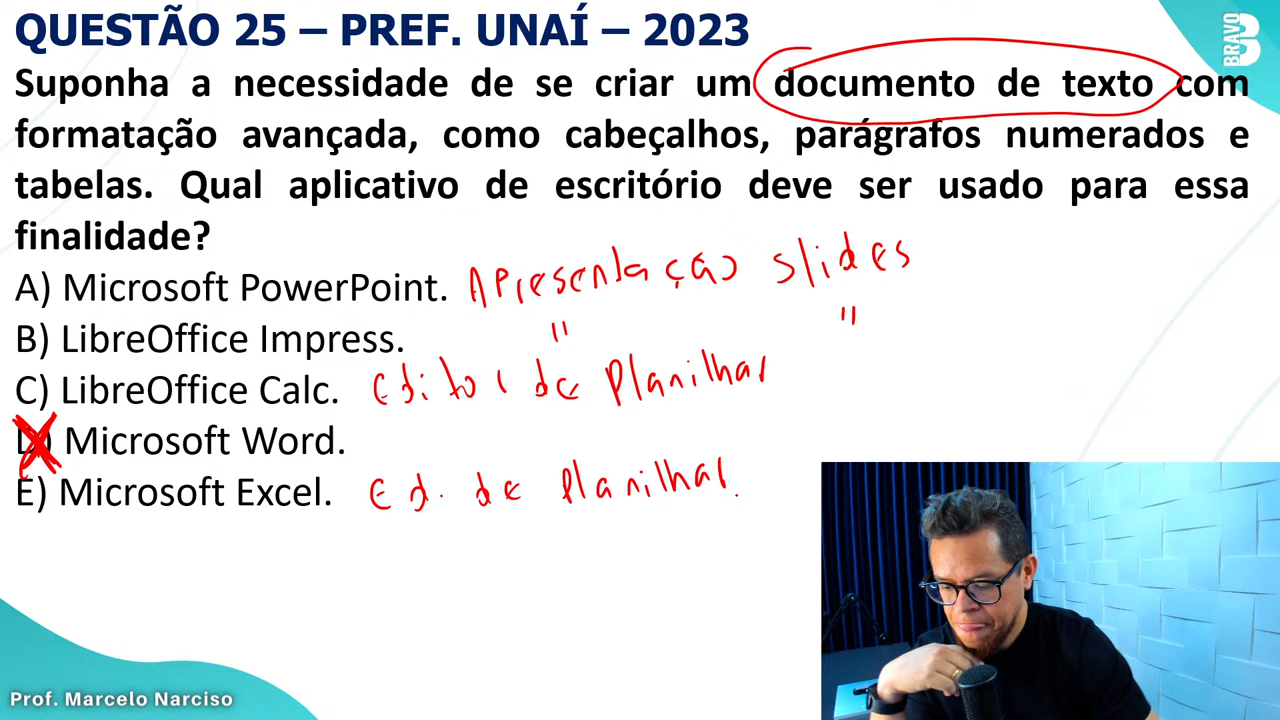 QUESTÃO 25 – PREF. UNAÍ – 2023
BRAVO
Suponha a necessidade de se criar um documento de texto com
formatação avançada, como cabeçalhos, parágrafos numerados e
tabelas. Qual aplicativo de escritório deve ser usado para essa
finalidade?
A) Microsoft PowerPoint. Apresentação slides
B) LibreOffice Impress. " "
C) LibreOffice Calc. Editor de Planilhas
D) Microsoft Word.
E) Microsoft Excel. Ed. de Planilhas.
Prof. Marcelo Narciso